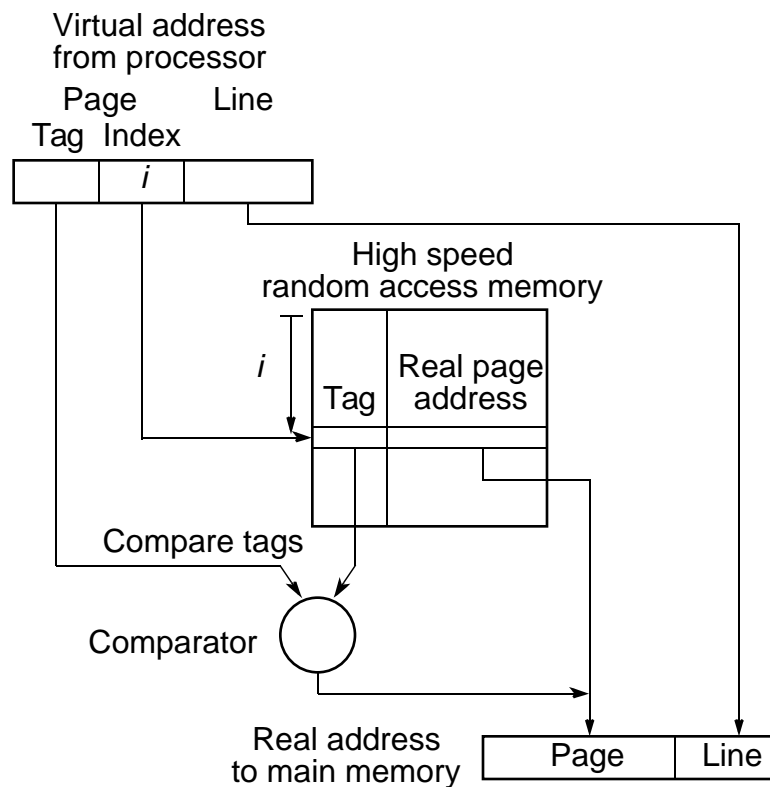 Virtual address
from processor
Page Line
Tag Index
i
High speed
random access memory
i
Real page
Tag address
Compare tags
Comparator
Real address
to main memory
Page Line